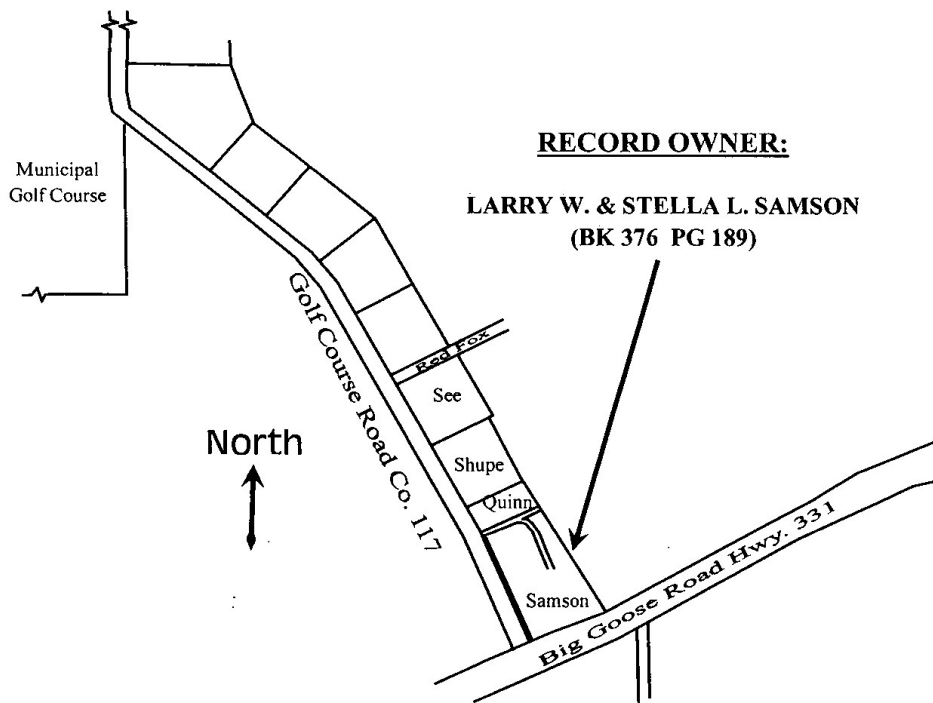 Municipal
Golf Course
RECORD OWNER:
LARRY W. & STELLA L. SAMSON
(BK 376 PG 189)
Golf Course Road Co. 117
Red Fox
See
North
Shupe
Quinn
Samson
Big Goose Road Hwy. 331